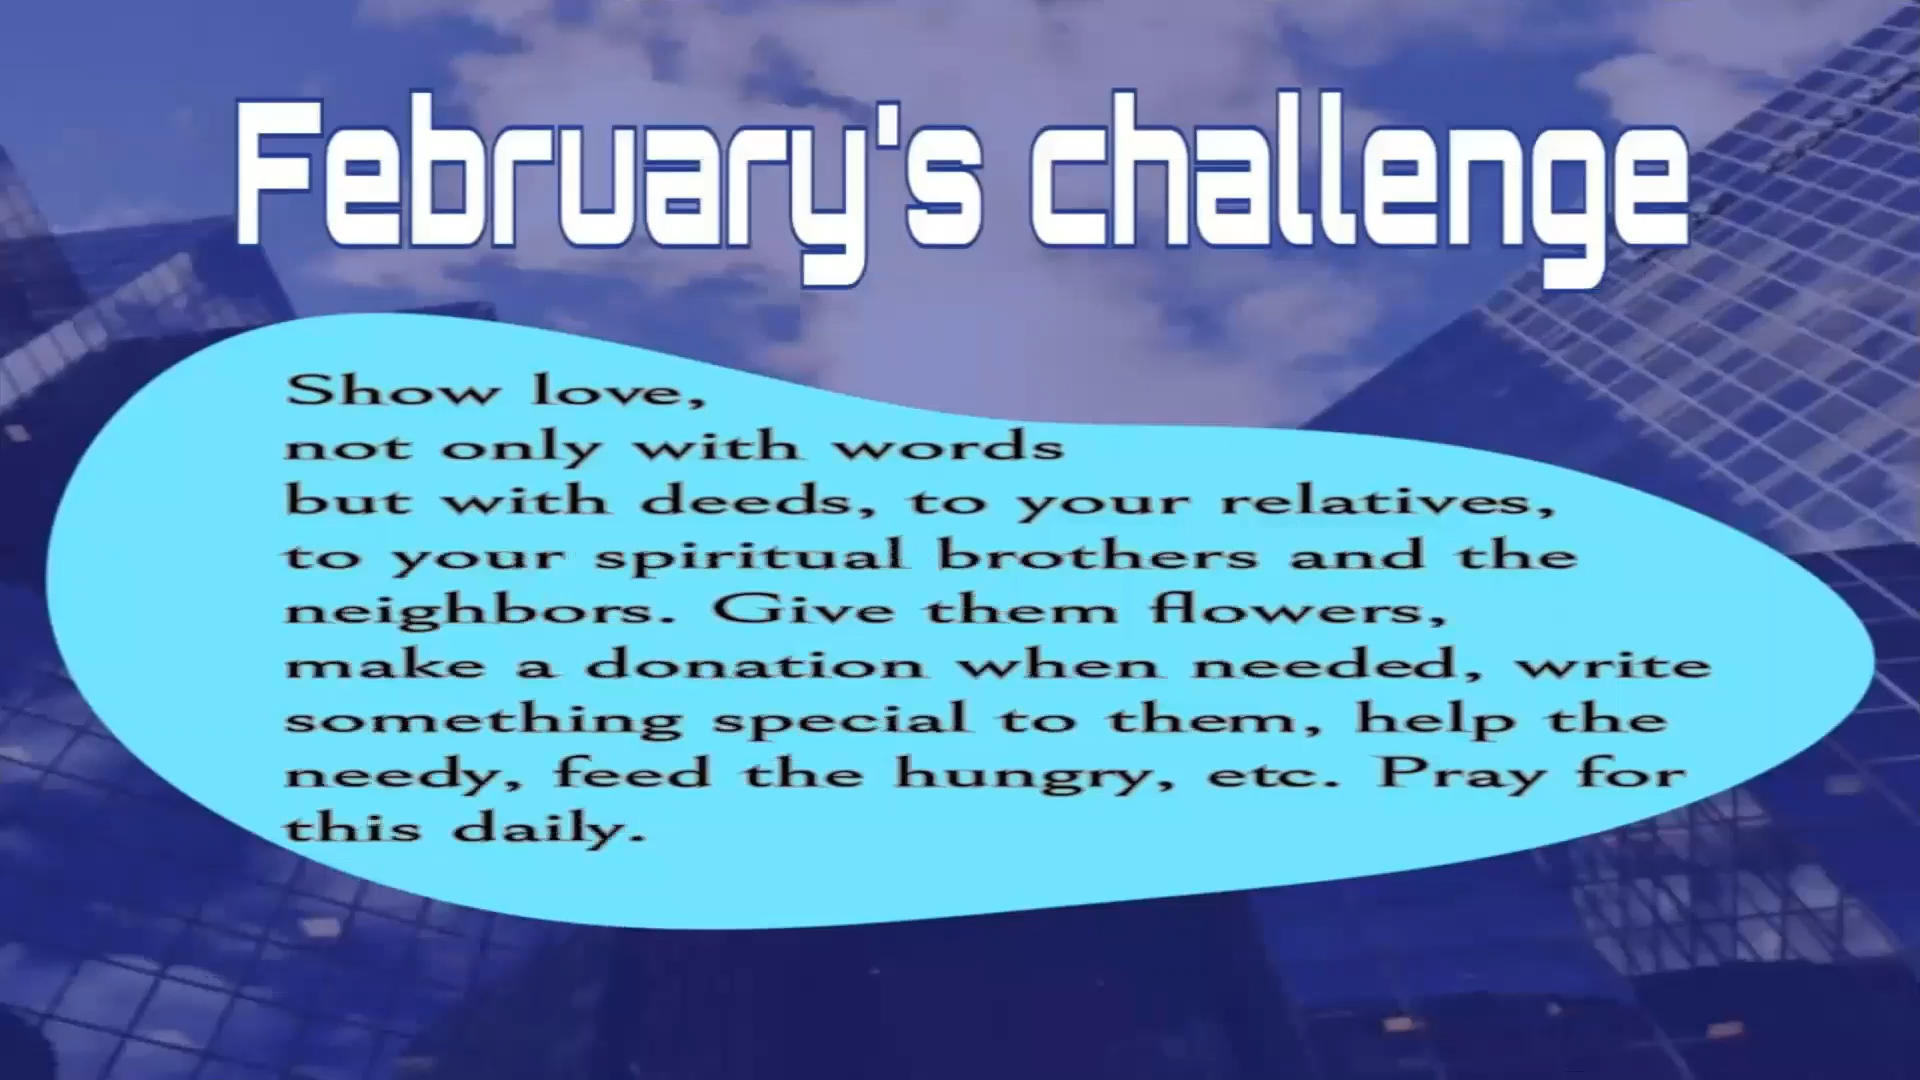 February's challenge
Show love,
not only with words
but with deeds, to your relatives,
to your spiritual brothers and the
neighbors. Give them flowers,
make a donation when needed, write
something special to them, help the
needy, feed the hungry, etc. Pray for
this daily.